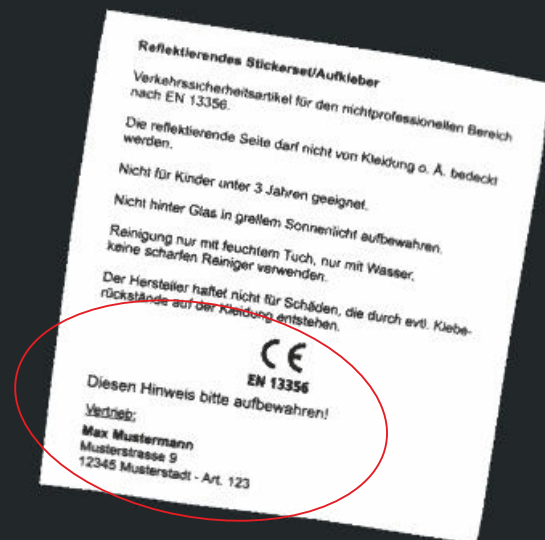 Reflektierendes Stickerset/Aufkleber
Verkehrssicherheitsartikel für den nichtprofessionellen Bereich
nach EN 13356.
Die reflektierende Seite darf nicht von Kleidung o. Ä. bedeckt
werden.
Nicht für Kinder unter 3 Jahren geeignet.
Nicht hinter Glas in grellem Sonnenlicht aufbewahren.
Reinigung nur mit feuchtem Tuch, nur mit Wasser,
keine scharfen Reiniger verwenden.
Der Hersteller haftet nicht für Schäden, die durch evtl. Klebe-
rückstände auf der Kleidung entstehen.
CE
EN 13356
Diesen Hinweis bitte aufbewahren!
Vertrieb:
Max Mustermann
Musterstrasse 9
12345 Musterstadt - Art. 123